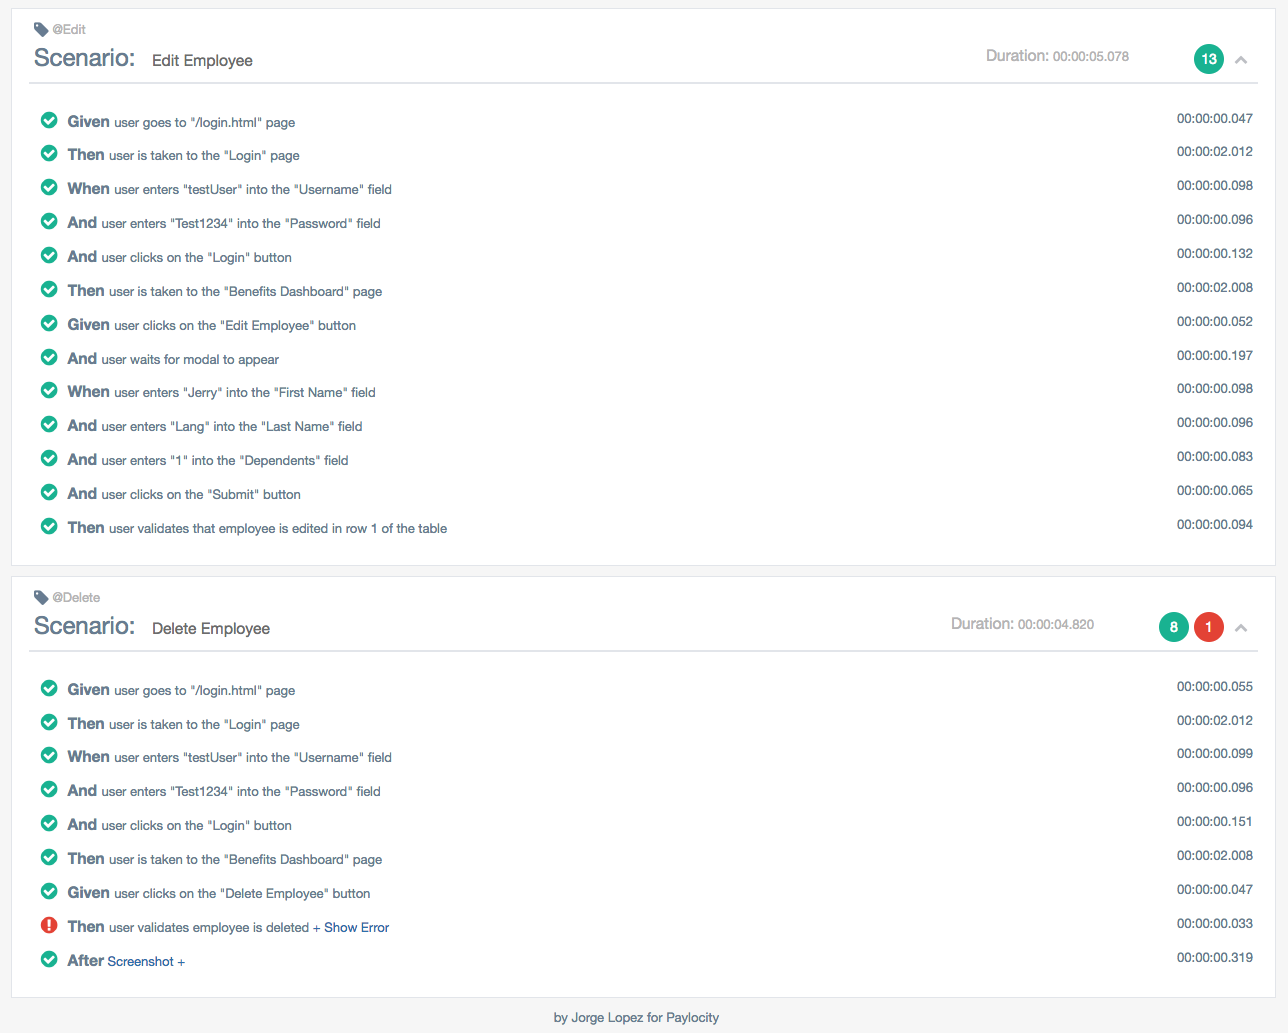 @Edit
Scenario: Edit Employee Duration: 00:00:05.078 13
Given user goes to "/login.html" page 00:00:00.047
Then user is taken to the "Login" page 00:00:02.012
When user enters "testUser" into the "Username" field 00:00:00.098
And user enters "Test1234" into the "Password" field 00:00:00.096
And user clicks on the "Login" button 00:00:00.132
Then user is taken to the "Benefits Dashboard" page 00:00:02.008
Given user clicks on the "Edit Employee" button 00:00:00.052
And user waits for modal to appear 00:00:00.197
When user enters "Jerry" into the "First Name" field 00:00:00.098
And user enters "Lang" into the "Last Name" field 00:00:00.096
And user enters "1" into the "Dependents" field 00:00:00.083
And user clicks on the "Submit" button 00:00:00.065
Then user validates that employee is edited in row 1 of the table 00:00:00.094
@Delete
Scenario: Delete Employee Duration: 00:00:04.820 8 1
Given user goes to "/login.html" page 00:00:00.055
Then user is taken to the "Login" page 00:00:02.012
When user enters "testUser" into the "Username" field 00:00:00.099
And user enters "Test1234" into the "Password" field 00:00:00.096
And user clicks on the "Login" button 00:00:00.151
Then user is taken to the "Benefits Dashboard" page 00:00:02.008
Given user clicks on the "Delete Employee" button 00:00:00.047
Then user validates employee is deleted + Show Error 00:00:00.033
After Screenshot + 00:00:00.319
by Jorge Lopez for Paylocity